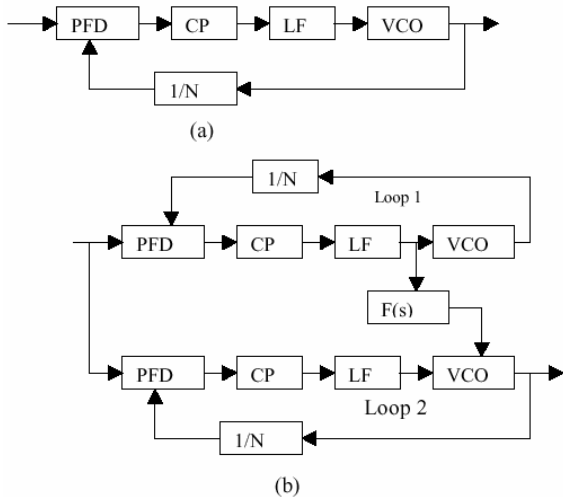 PFD CP LF VCO
1/N
(a)
1/N
Loop 1
PFD CP LF VCO
F(s)
PFD CP LF VCO
Loop 2
1/N
(b)